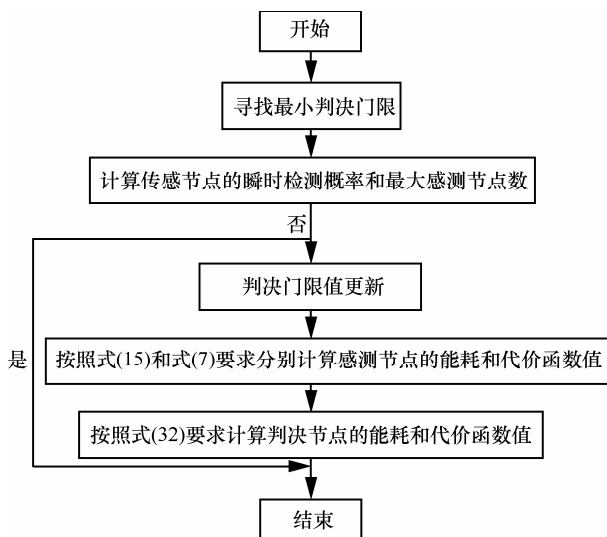 开始
寻找最小判决门限
计算传感节点的瞬时检测概率和最大感测节点数
否
判决门限值更新
是
按照式(15)和式(7)要求分别计算感测节点的能耗和代价函数值
按照式(32)要求计算判决节点的能耗和代价函数值
结束